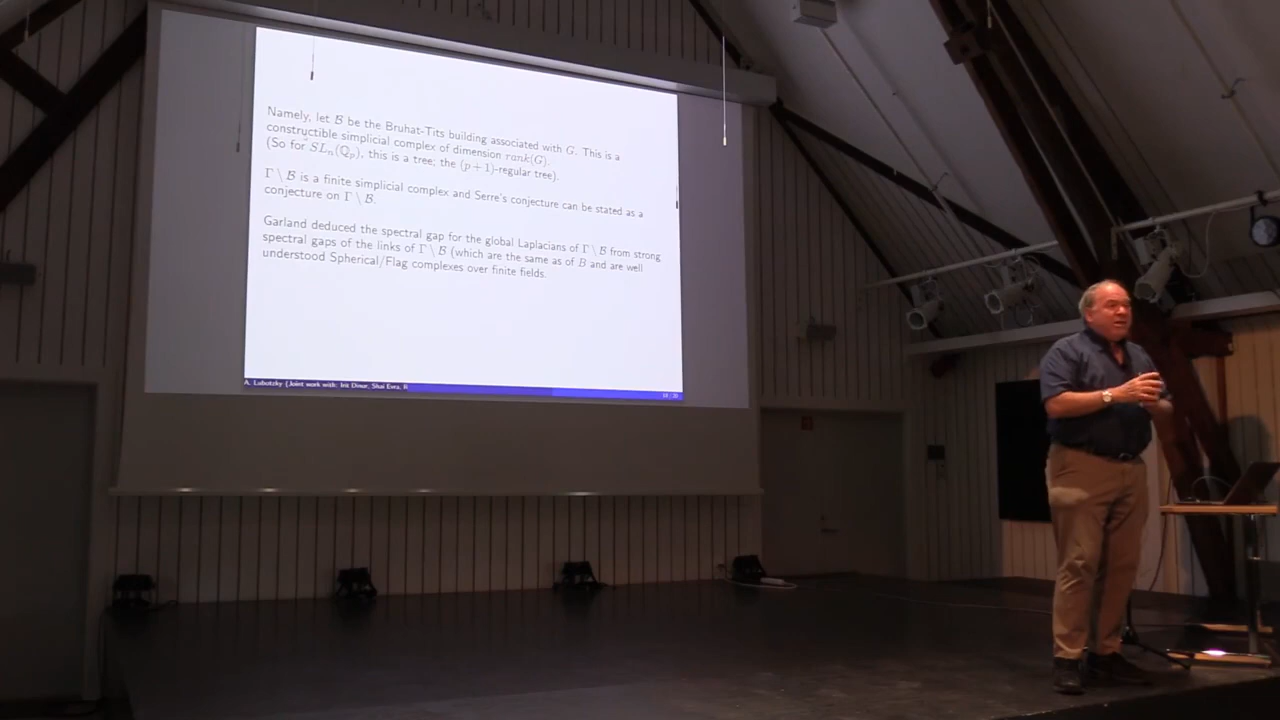 Namely, let B be the Bruhat-Tits building associated with G. This is a
constructible simplicial complex of dimension rank(G).
(So for SLₙ(ℚₚ), this is a tree; the (p + 1)-regular tree).
Γ \ B is a finite simplicial complex and Serre's conjecture can be stated as a
conjecture on Γ \ B.
Garland deduced the spectral gap for the global Laplacians of Γ \ B from strong
spectral gaps of the links of Γ \ B (which are the same as of B and are well
understood Spherical/Flag complexes over finite fields.
A. Lubotzky (Joint work with: Irit Dinur, Shai Evra, R